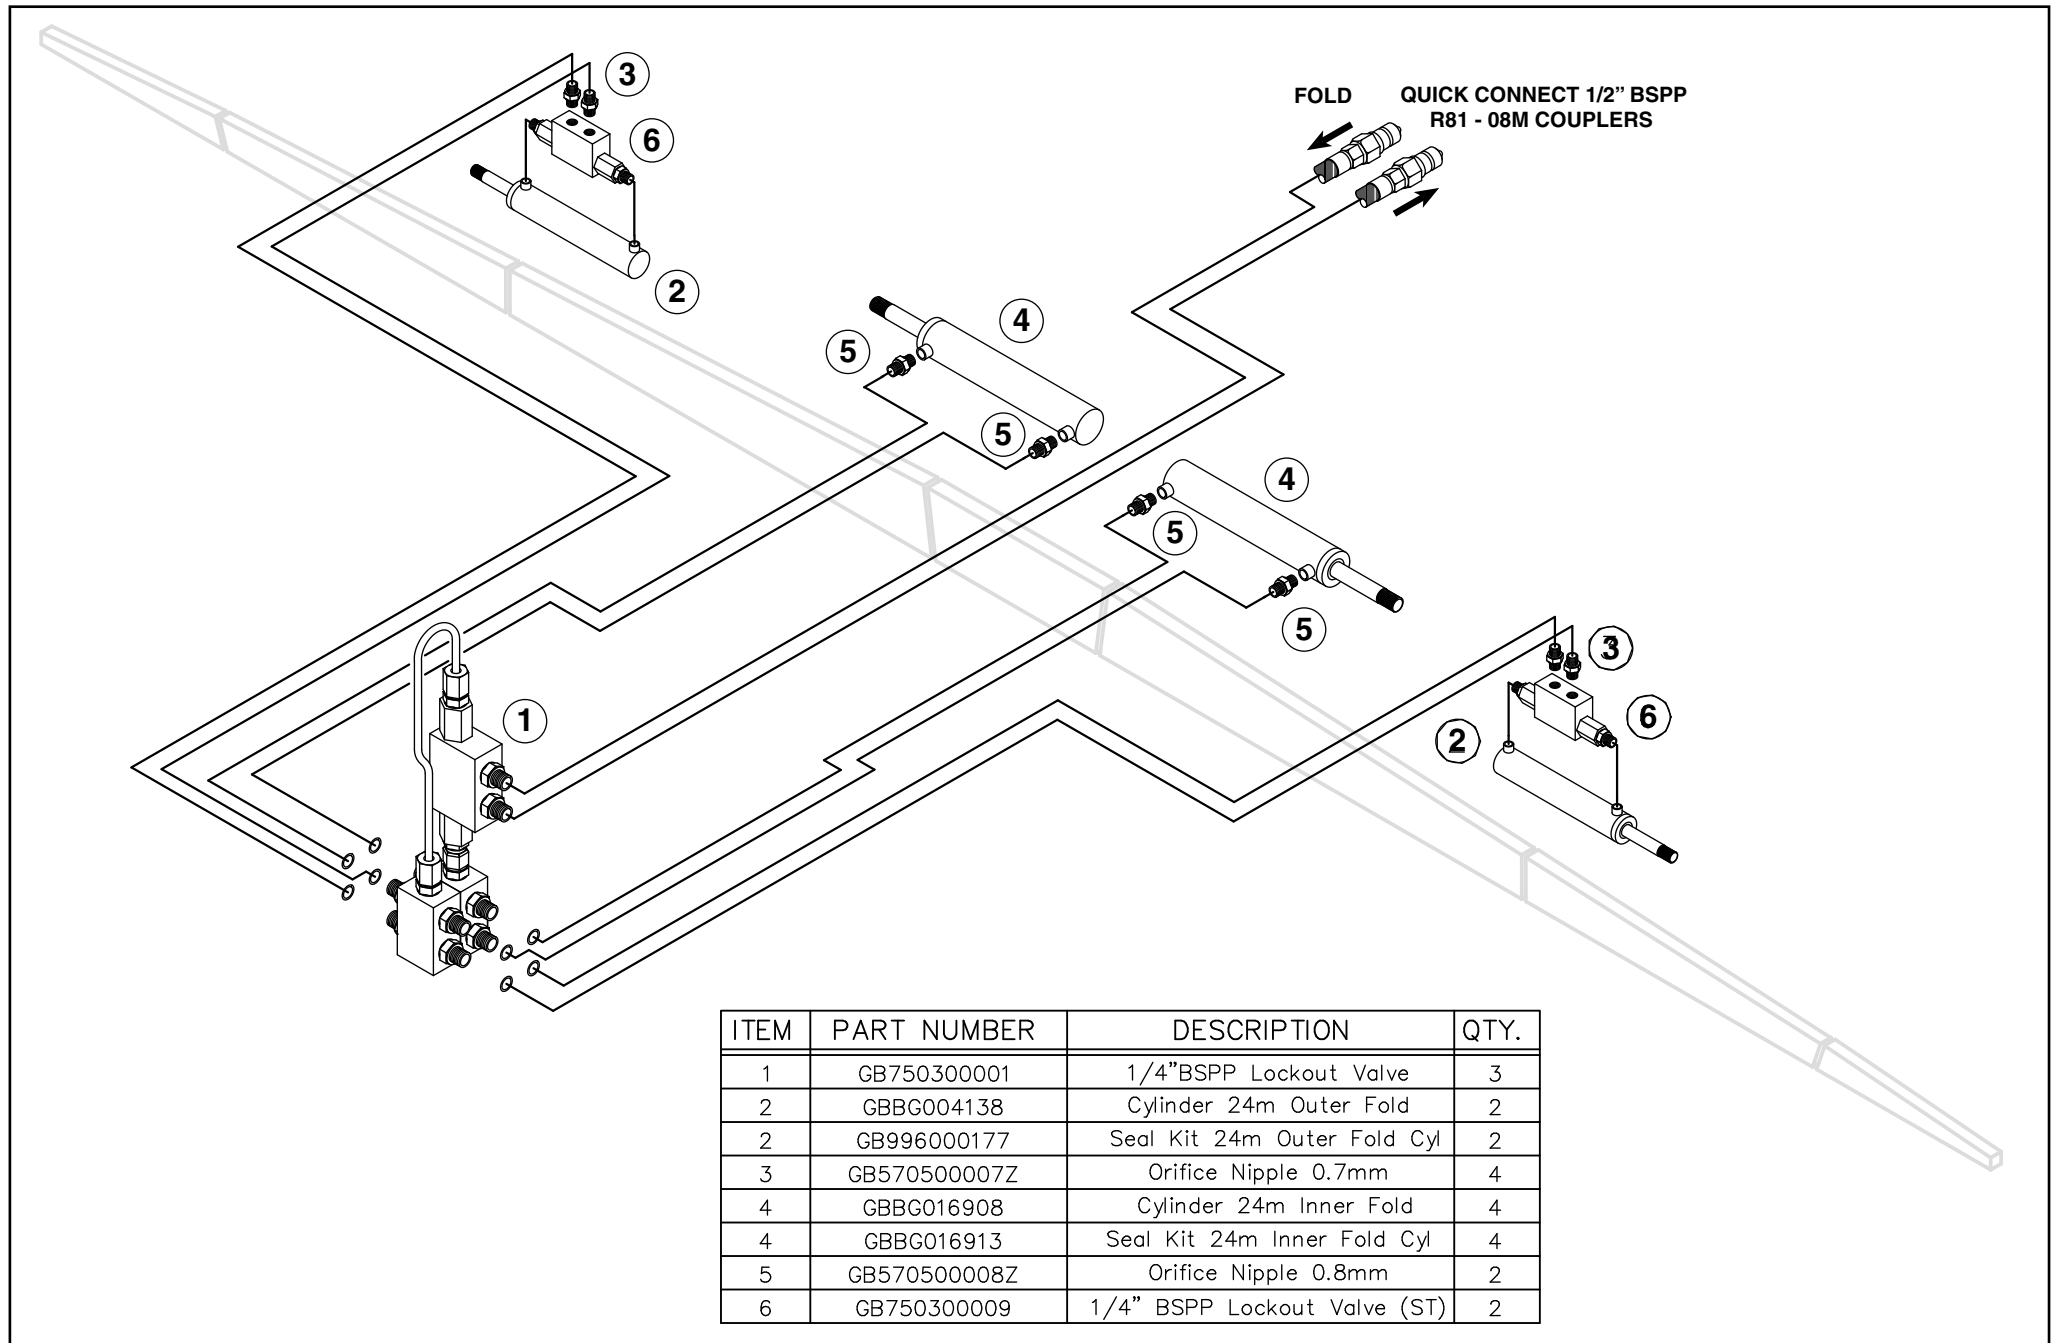 3
FOLD QUICK CONNECT 1/2” BSPP
R81 - 08M COUPLERS
6
2
4
5
5
4
5
5
3
1
6
2
ITEM PART NUMBER DESCRIPTION QTY.
1 GB750300001 1/4”BSPP Lockout Valve 3
2 GBBG004138 Cylinder 24m Outer Fold 2
2 GB996000177 Seal Kit 24m Outer Fold Cyl 2
3 GB570500007Z Orifice Nipple 0.7mm 4
4 GBBG016908 Cylinder 24m Inner Fold 4
4 GBBG016913 Seal Kit 24m Inner Fold Cyl 4
5 GB570500008Z Orifice Nipple 0.8mm 2
6 GB750300009 1/4” BSPP Lockout Valve (ST) 2